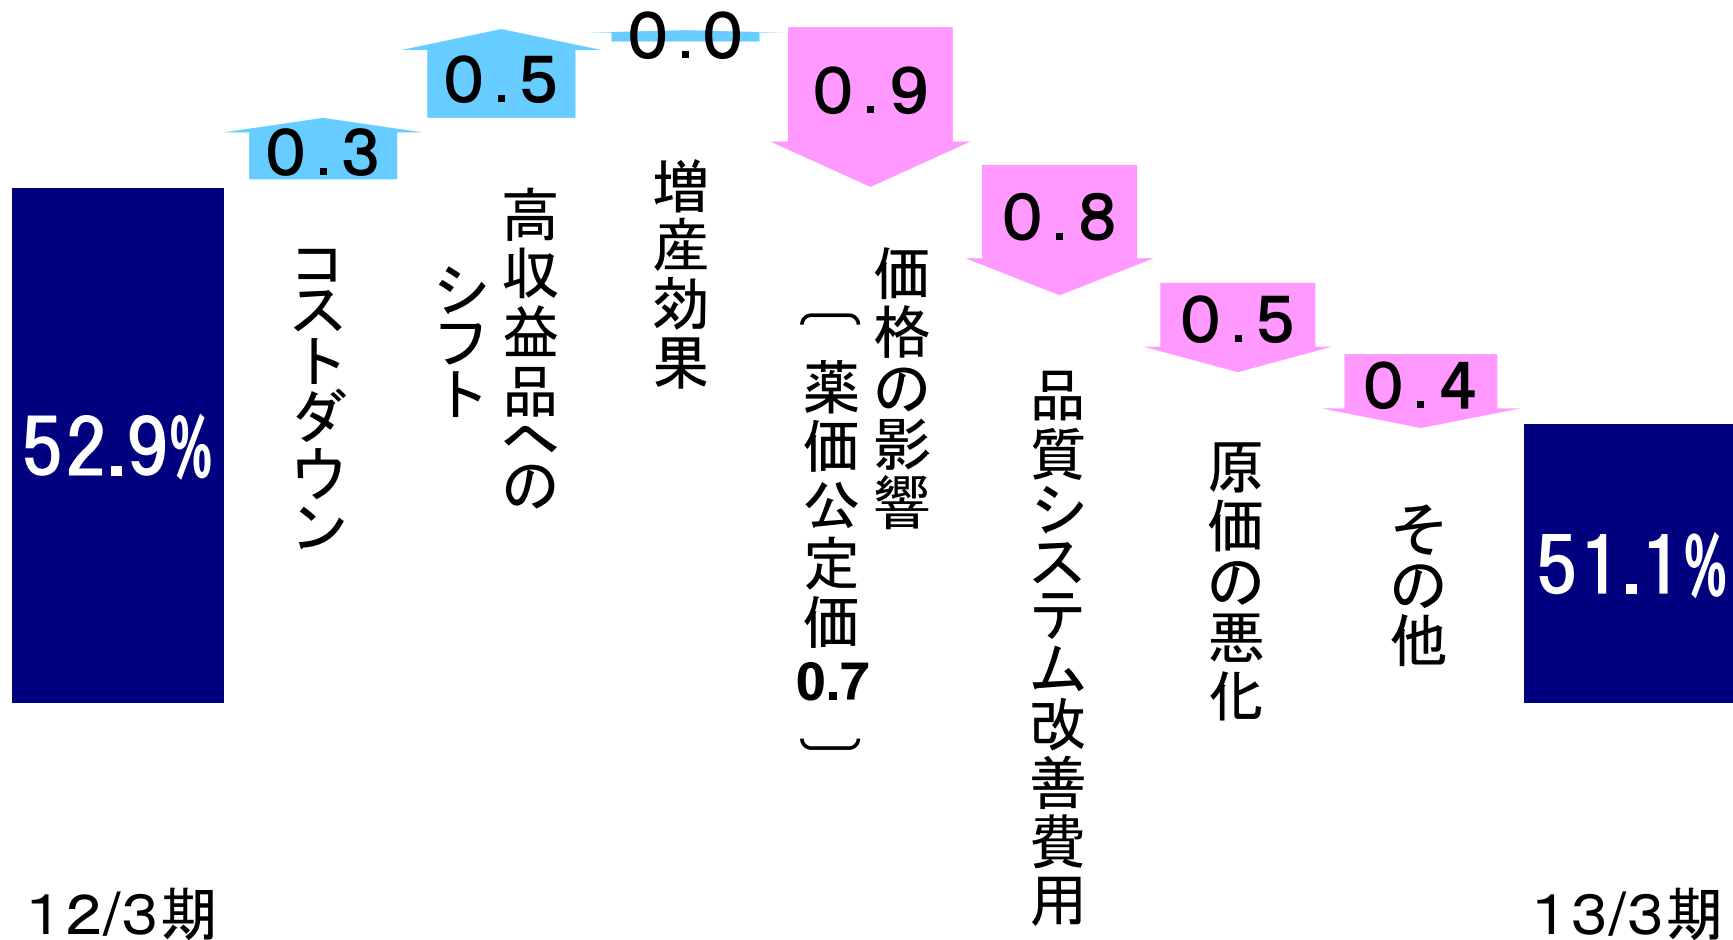 52.9%
12/3期
0.3
コストダウン
0.5
高収益品への
シフト
0.0
増産効果
0.9
価格の影響
〔薬価公定価0.7〕
0.8
品質システム改善費用
0.5
原価の悪化
0.4
その他
51.1%
13/3期